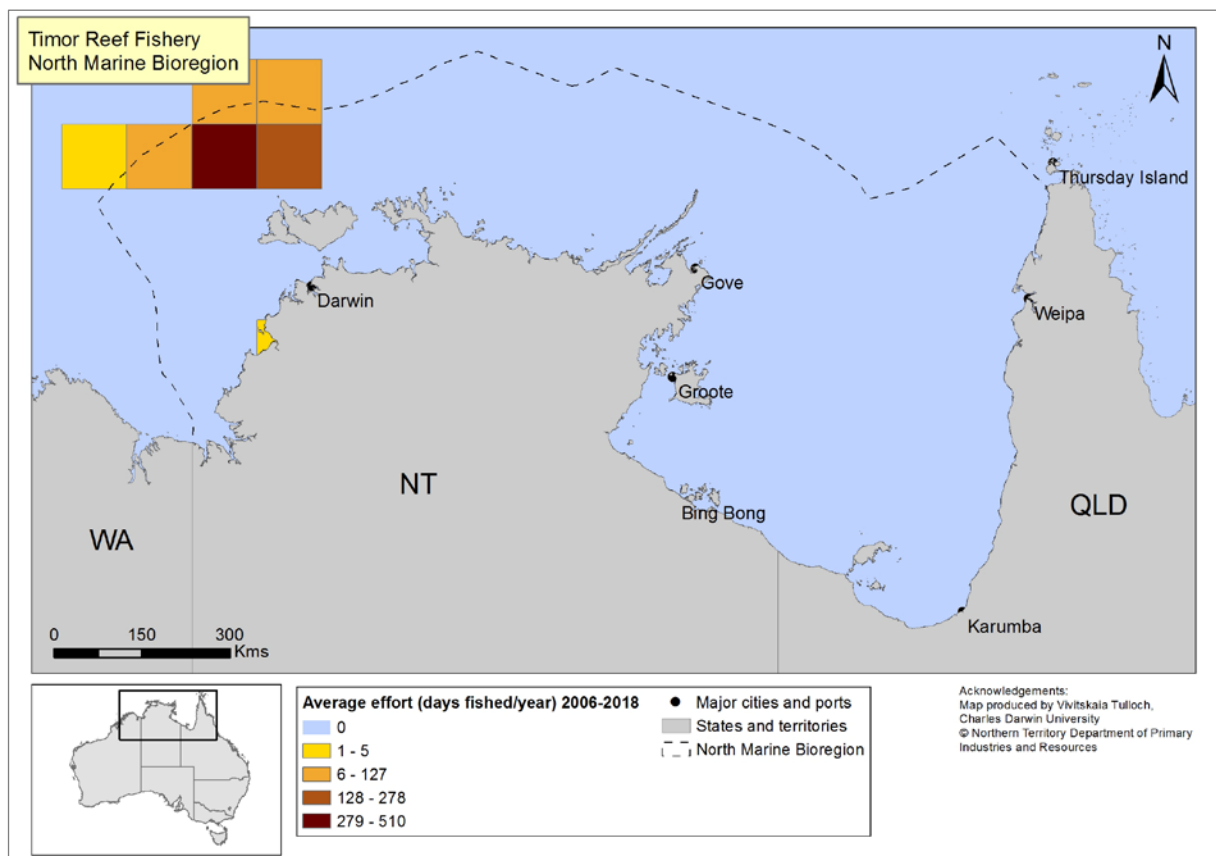 Timor Reef Fishery
North Marine Bioregion
N
Thursday Island
Gove
Darwin
Weipa
Groote
NT
Bing Bong
QLD
WA
Karumba
0 150 300
Kms
Average effort (days fished/year) 2006-2018
0
1 - 5
6 - 127
128 - 278
279 - 510
Major cities and ports
States and territories
North Marine Bioregion
Acknowledgements:
Map produced by Vivitskaia Tulloch,
Charles Darwin University
© Northern Territory Department of Primary
Industries and Resources